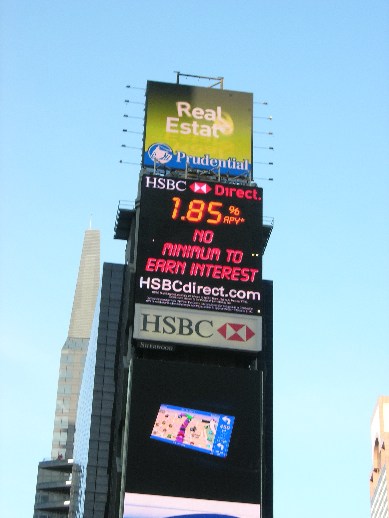 Real
Estat
Prudential
HSBC Direct.
1.85 %
APY*
NO
MINIMUM TO
EARN INTEREST
HSBCdirect.com
HSBC